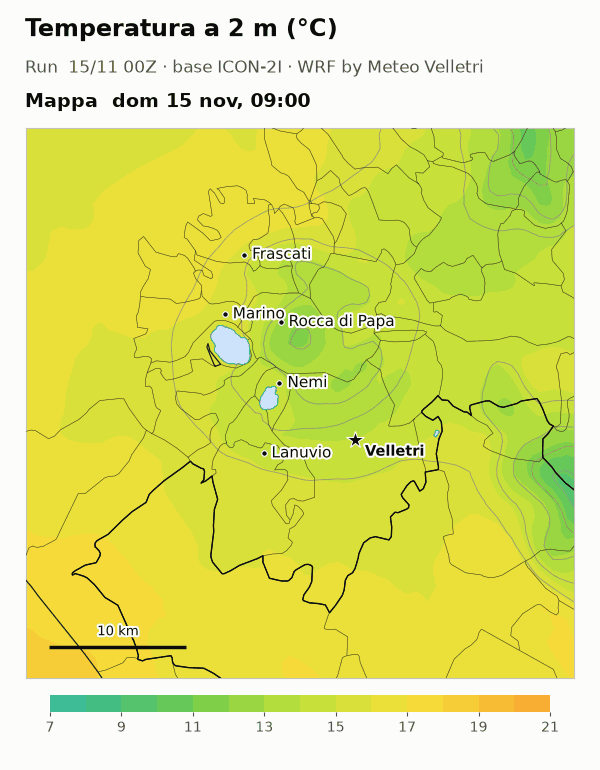 Temperatura a 2 m (°C)
Run  15/11 00Z · base ICON-2I · WRF by Meteo Velletri
Mappa  dom 15 nov, 09:00
Frascati
Marino
Rocca di Papa
Nemi
Velletri
Lanuvio
10 km
7 9 11 13 15 17 19 21